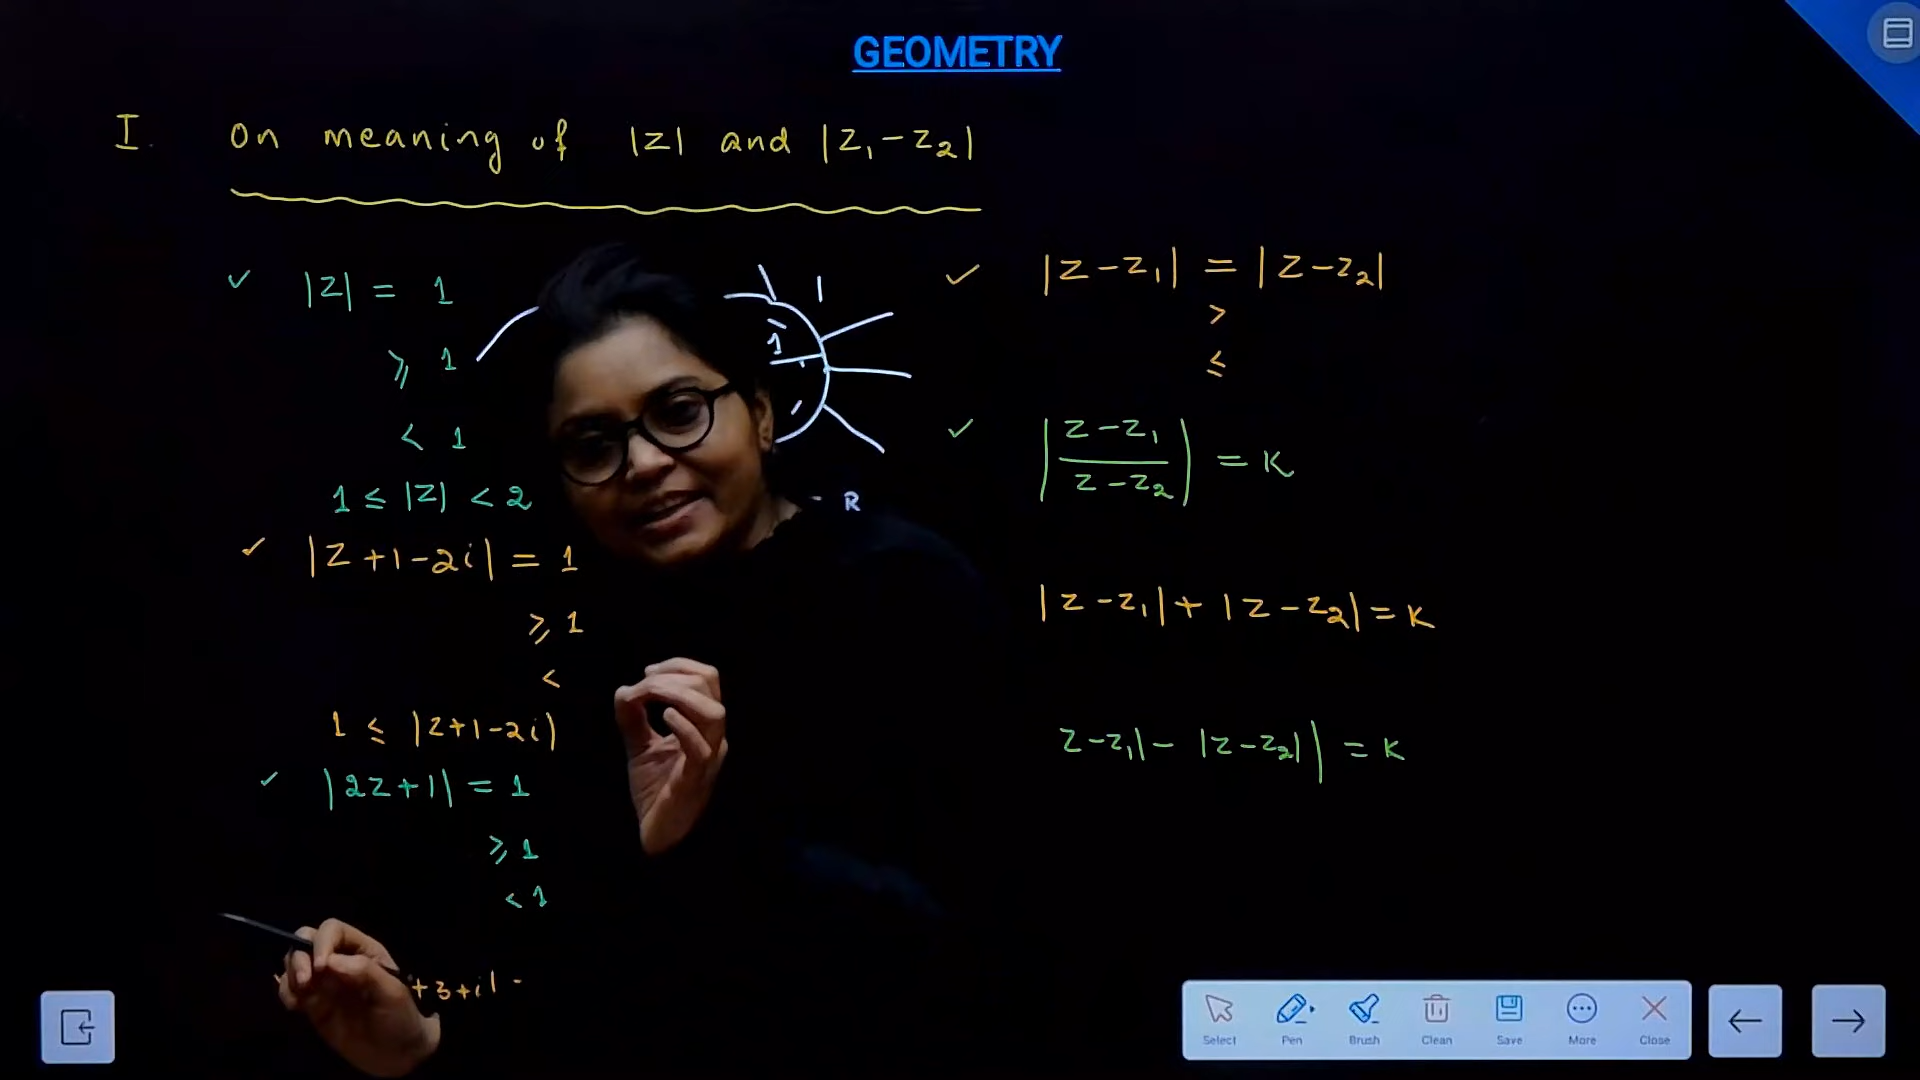 GEOMETRY
I. On meaning of |z| and |z₁-z₂|
|z| = 1
⩾ 1
< 1
1 ≤ |z| < 2
|z+1-2i| = 1
⩾ 1
<
1 ≤ |z+1-2i|
|2z+1| = 1
⩾ 1
< 1
+3+i| -
1
- R
|z-z₁| = |z-z₂|
>
≤
|(z-z₁)/(z-z₂)| = K
|z-z₁| + |z-z₂| = K
z-z₁| - |z-z₂|| = K
Select Pen Brush Clean Save More Close